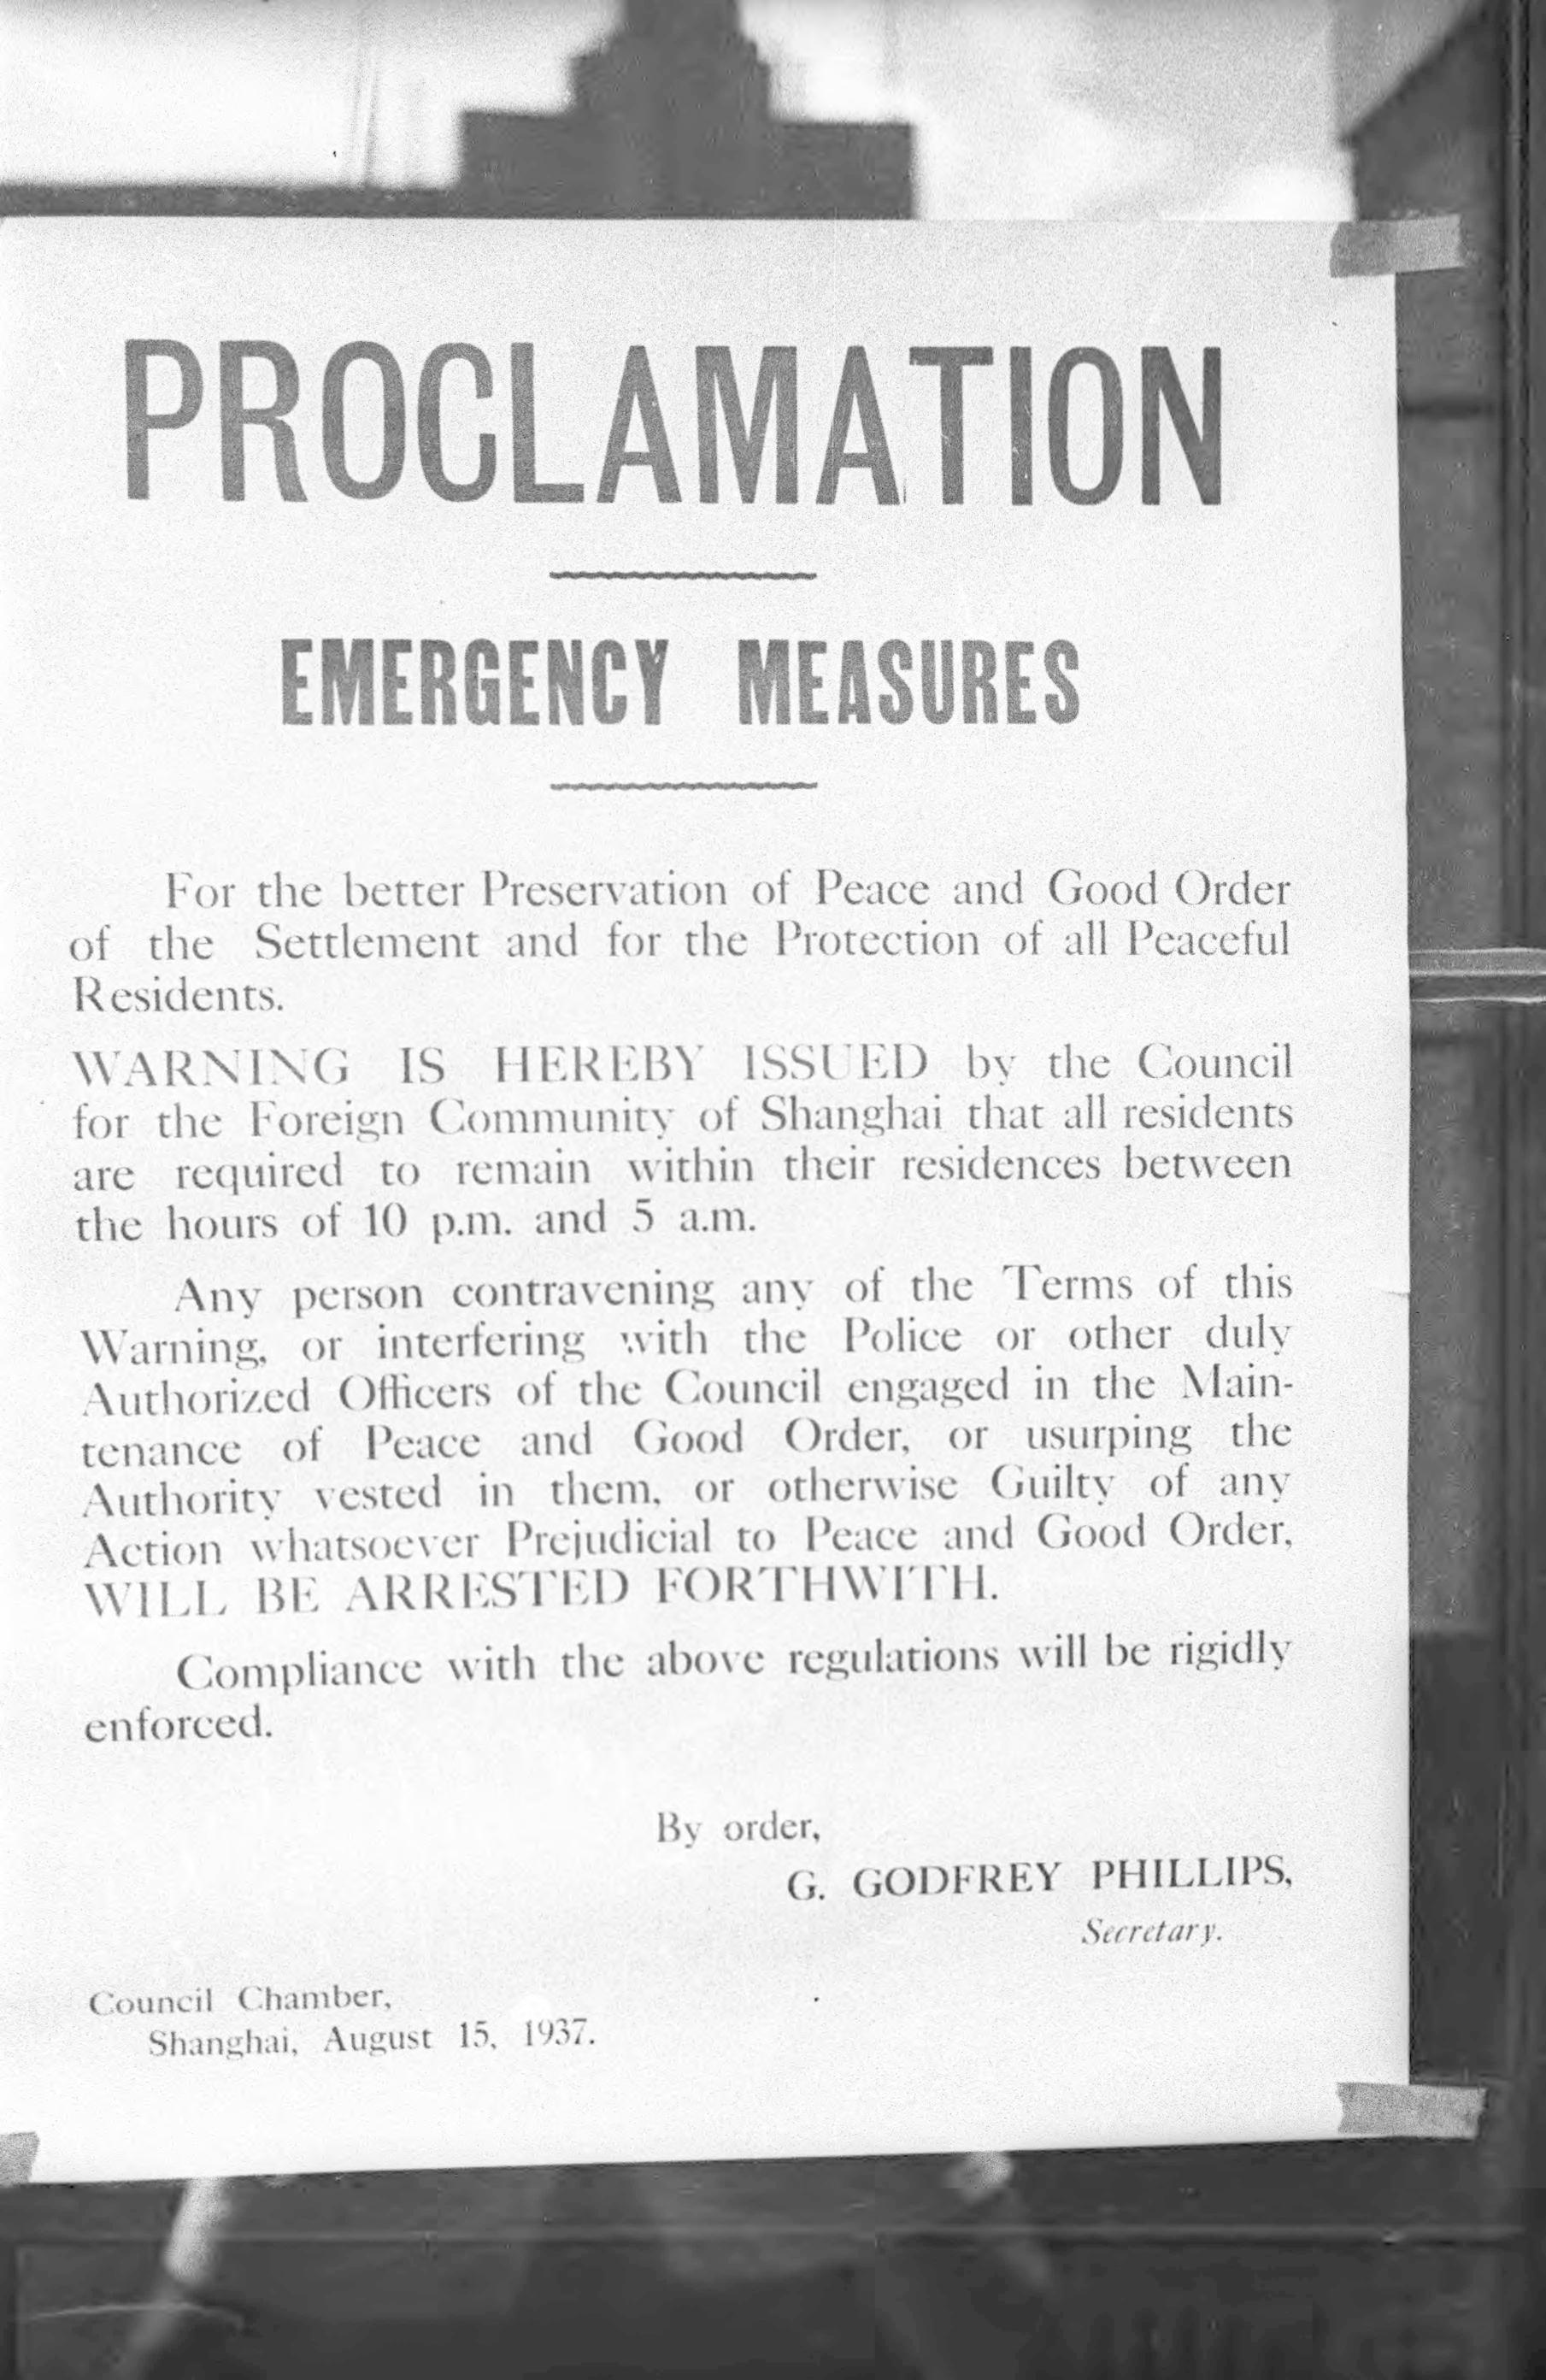 PROCLAMATION
EMERGENCY MEASURES
For the better Preservation of Peace and Good Order
of the Settlement and for the Protection of all Peaceful
Residents.
WARNING IS HEREBY ISSUED by the Council
for the Foreign Community of Shanghai that all residents
are required to remain within their residences between
the hours of 10 p.m. and 5 a.m.
Any person contravening any of the Terms of this
Warning, or interfering with the Police or other duly
Authorized Officers of the Council engaged in the Main-
tenance of Peace and Good Order, or usurping the
Authority vested in them, or otherwise Guilty of any
Action whatsoever Prejudicial to Peace and Good Order,
WILL BE ARRESTED FORTHWITH.
Compliance with the above regulations will be rigidly
enforced.
By order,
G. GODFREY PHILLIPS,
Secretary.
Council Chamber,
Shanghai, August 15, 1937.